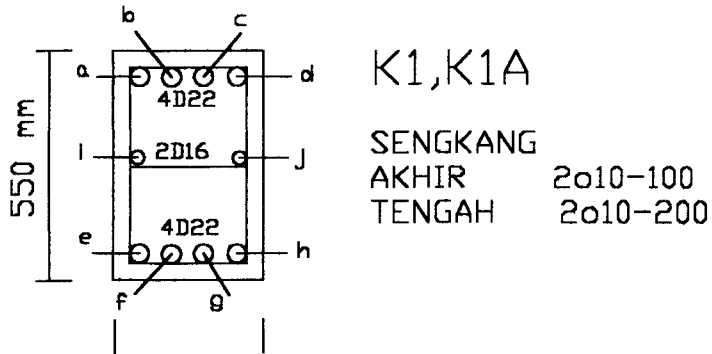 b c
a d
4D22
K1,K1A
550 mm
i 2D16 J
SENGKANG
AKHIR 2o10-100
TENGAH 2o10-200
e 4D22 h
f g